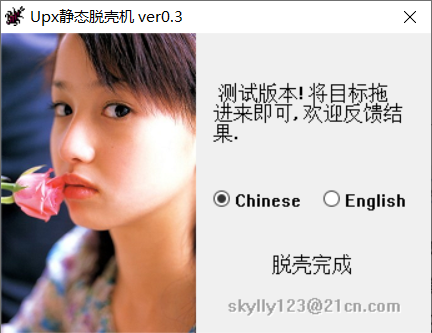 Upx静态脱壳机 ver0.3
测试版本! 将目标拖
进来即可, 欢迎反馈结
果.
Chinese English
脱壳完成
skylly123@21cn.com